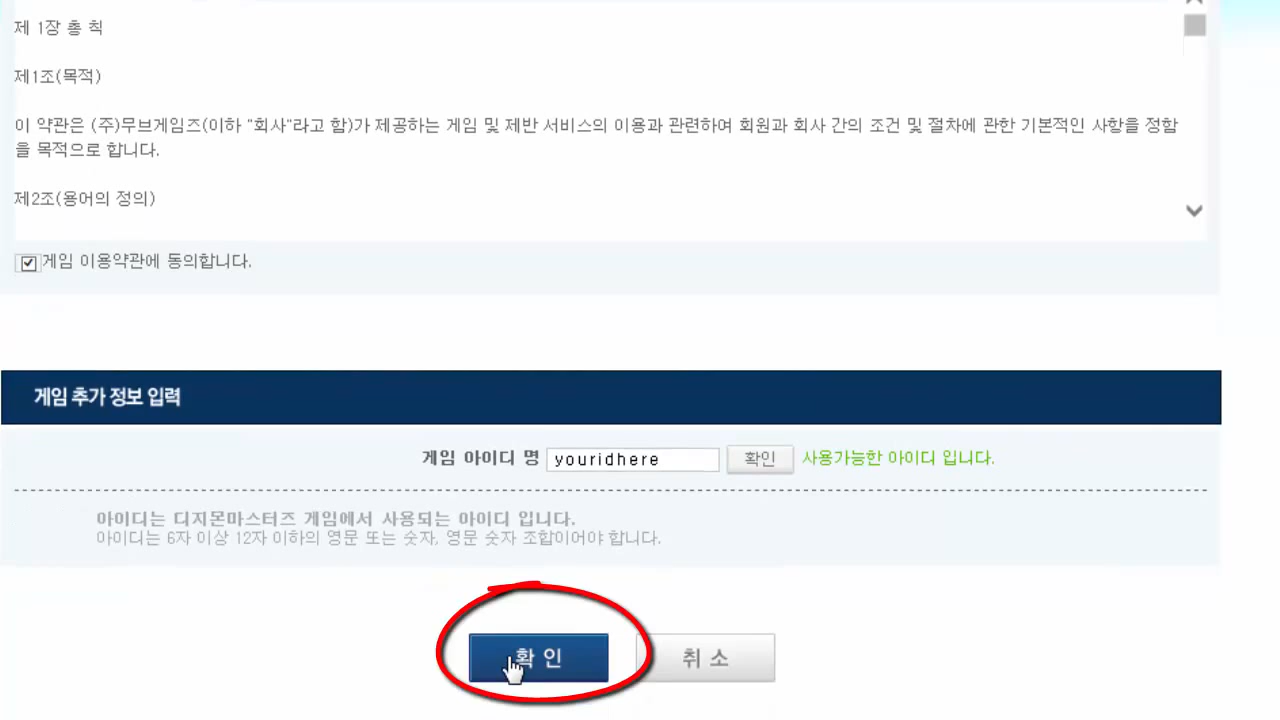 제 1장 총 칙
제1조(목적)
이 약관은 (주)무브게임즈(이하 "회사"라고 함)가 제공하는 게임 및 제반 서비스의 이용과 관련하여 회원과 회사 간의 조건 및 절차에 관한 기본적인 사항을 정함
을 목적으로 합니다.
제2조(용어의 정의)
게임 이용약관에 동의합니다.
게임 추가 정보 입력
게임 아이디 명 youridhere 확인 사용가능한 아이디 입니다.
아이디는 디지몬마스터즈 게임에서 사용되는 아이디 입니다.
아이디는 6자 이상 12자 이하의 영문 또는 숫자, 영문 숫자 조합이어야 합니다.
확 인 취 소